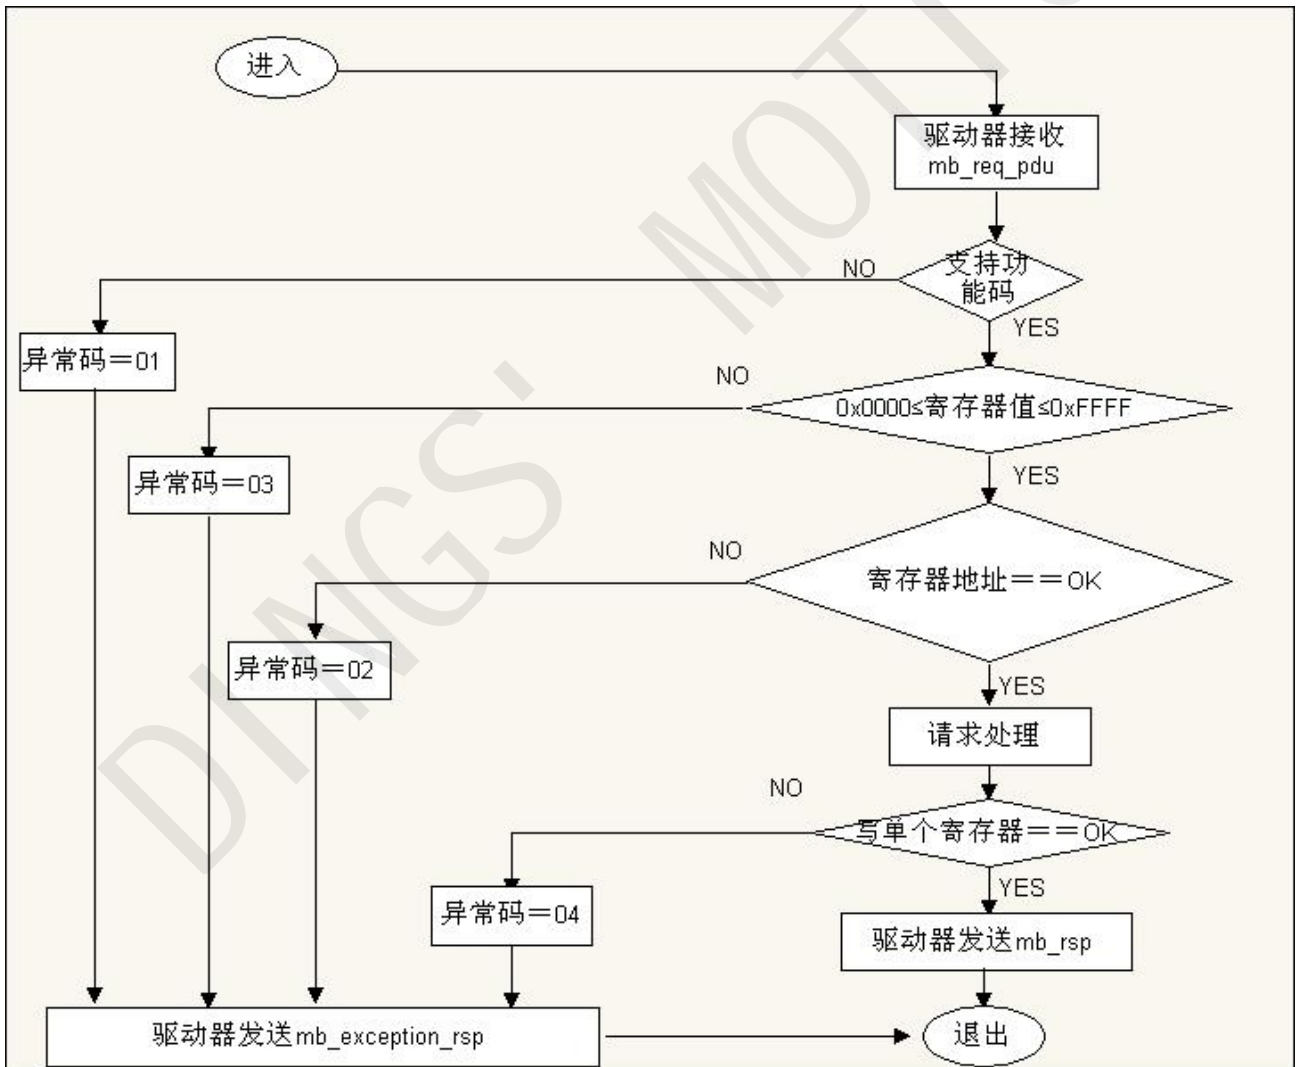 进入
驱动器接收
mb_req_pdu
支持功
能码
NO
YES
异常码＝01
0x0000≤寄存器值≤0xFFFF
NO
YES
异常码＝03
寄存器地址＝＝OK
NO
YES
异常码＝02
请求处理
写单个寄存器＝＝OK
NO
YES
异常码＝04
驱动器发送mb_rsp
驱动器发送mb_exception_rsp
退出
DINGS' MOTI